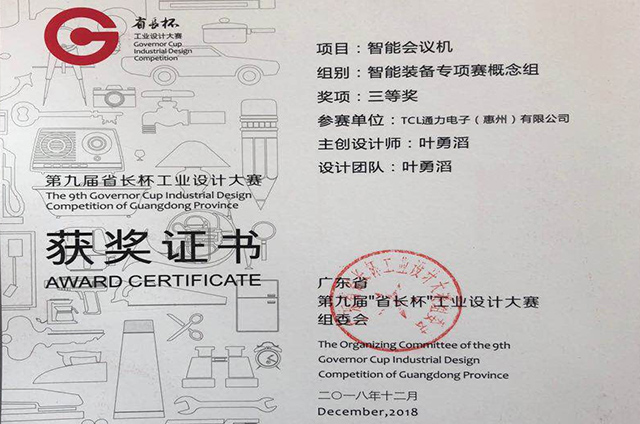 省长杯
工业设计大赛
Governor Cup
Industrial Design
Competition
第九届省长杯工业设计大赛
The 9th Governor Cup Industrial Design
Competition of Guangdong Province
获奖证书
AWARD CERTIFICATE
项目：智能会议机
组别：智能装备专项赛概念组
奖项：三等奖
参赛单位：TCL通力电子（惠州）有限公司
主创设计师：叶勇滔
设计团队：叶勇滔
广东省
第九届"省长杯"工业设计大赛
组委会
The Organizing Committee of the 9th
Governor Cup Industrial Design
Competition of Guangdong Province
二〇一八年十二月
December,2018